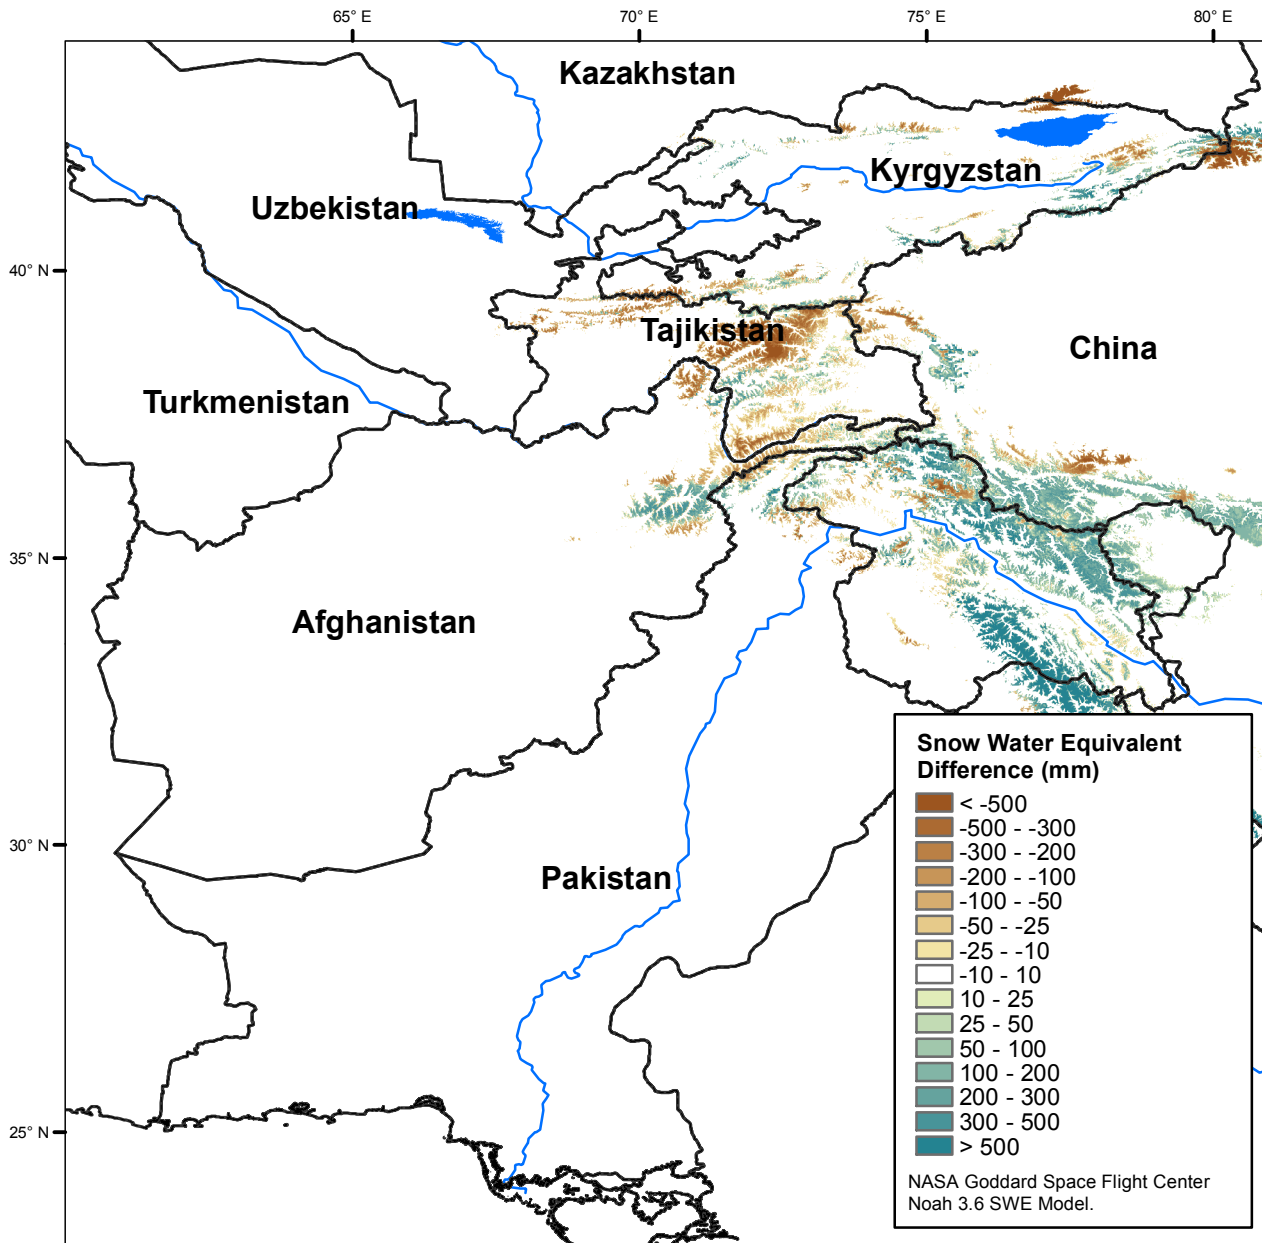 65° E
70° E
75° E
80° E
Kazakhstan
Kyrgyzstan
Uzbekistan
40° N
Tajikistan
China
Turkmenistan
35° N
Afghanistan
Snow Water Equivalent
Difference (mm)
< -500
-500 - -300
-300 - -200
-200 - -100
-100 - -50
-50 - -25
-25 - -10
-10 - 10
10 - 25
25 - 50
50 - 100
100 - 200
200 - 300
300 - 500
> 500
30° N
Pakistan
25° N
NASA Goddard Space Flight Center
Noah 3.6 SWE Model.